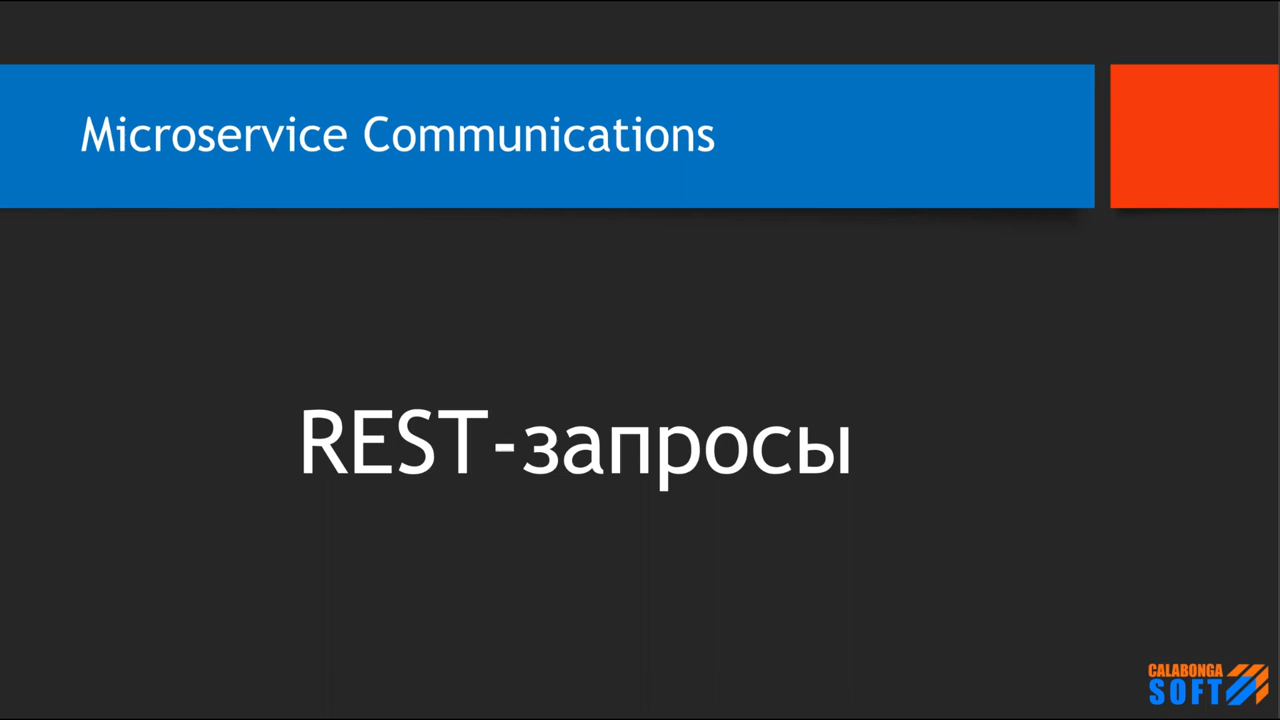 Microservice Communications
REST-запросы
CALABONGA
SOFT